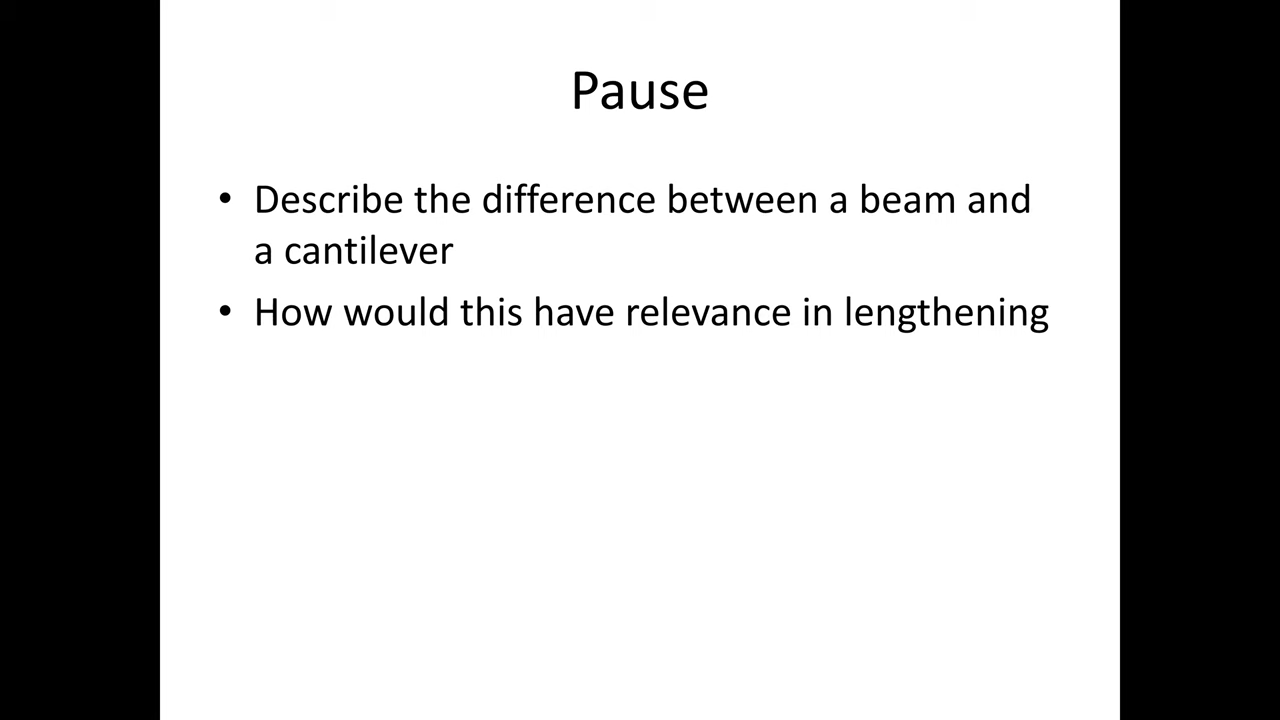 Pause
• Describe the difference between a beam and
a cantilever
• How would this have relevance in lengthening